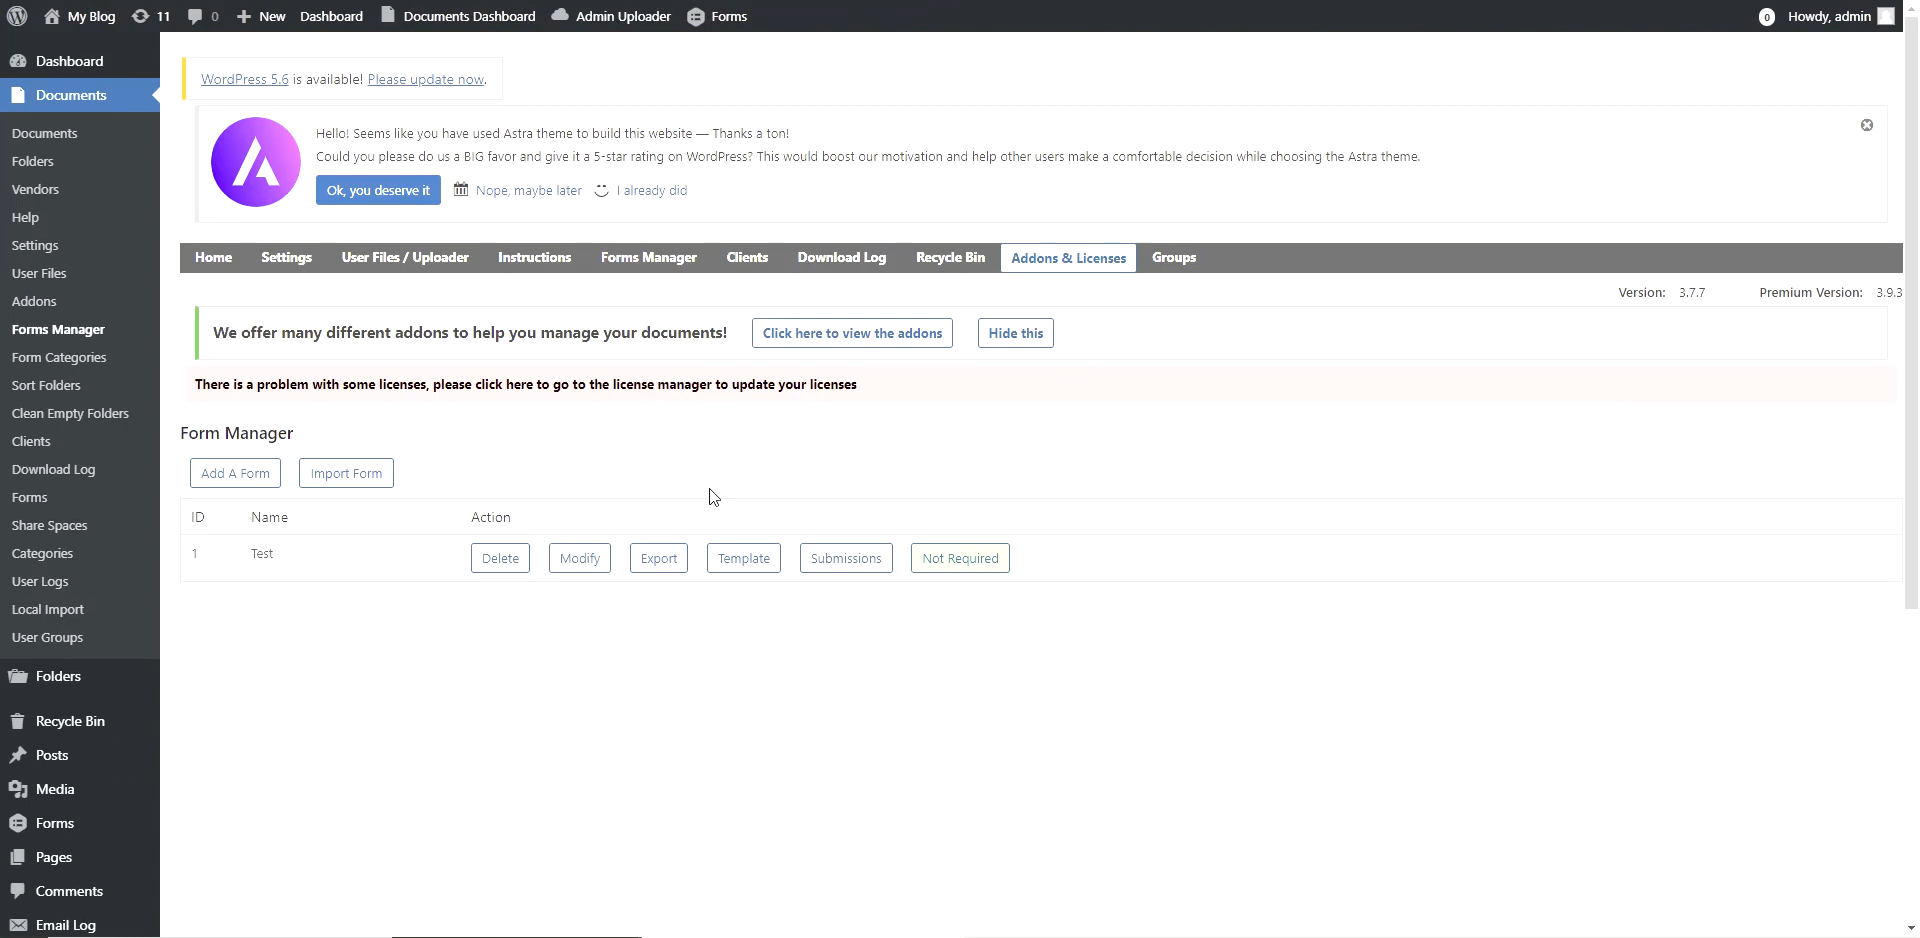 My Blog 11 0 New Dashboard Documents Dashboard Admin Uploader Forms 0 Howdy, admin
Dashboard
Documents
Documents
Folders
Vendors
Help
Settings
User Files
Addons
Forms Manager
Form Categories
Sort Folders
Clean Empty Folders
Clients
Download Log
Forms
Share Spaces
Categories
User Logs
Local Import
User Groups
Folders
Recycle Bin
Posts
Media
Forms
Pages
Comments
Email Log
WordPress 5.6 is available! Please update now.
Hello! Seems like you have used Astra theme to build this website — Thanks a ton!
Could you please do us a BIG favor and give it a 5-star rating on WordPress? This would boost our motivation and help other users make a comfortable decision while choosing the Astra theme.
Ok, you deserve it Nope, maybe later I already did
Home Settings User Files / Uploader Instructions Forms Manager Clients Download Log Recycle Bin Addons & Licenses Groups
Version: 3.7.7 Premium Version: 3.9.3
We offer many different addons to help you manage your documents! Click here to view the addons Hide this
There is a problem with some licenses, please click here to go to the license manager to update your licenses
Form Manager
Add A Form Import Form
ID Name Action
1 Test Delete Modify Export Template Submissions Not Required